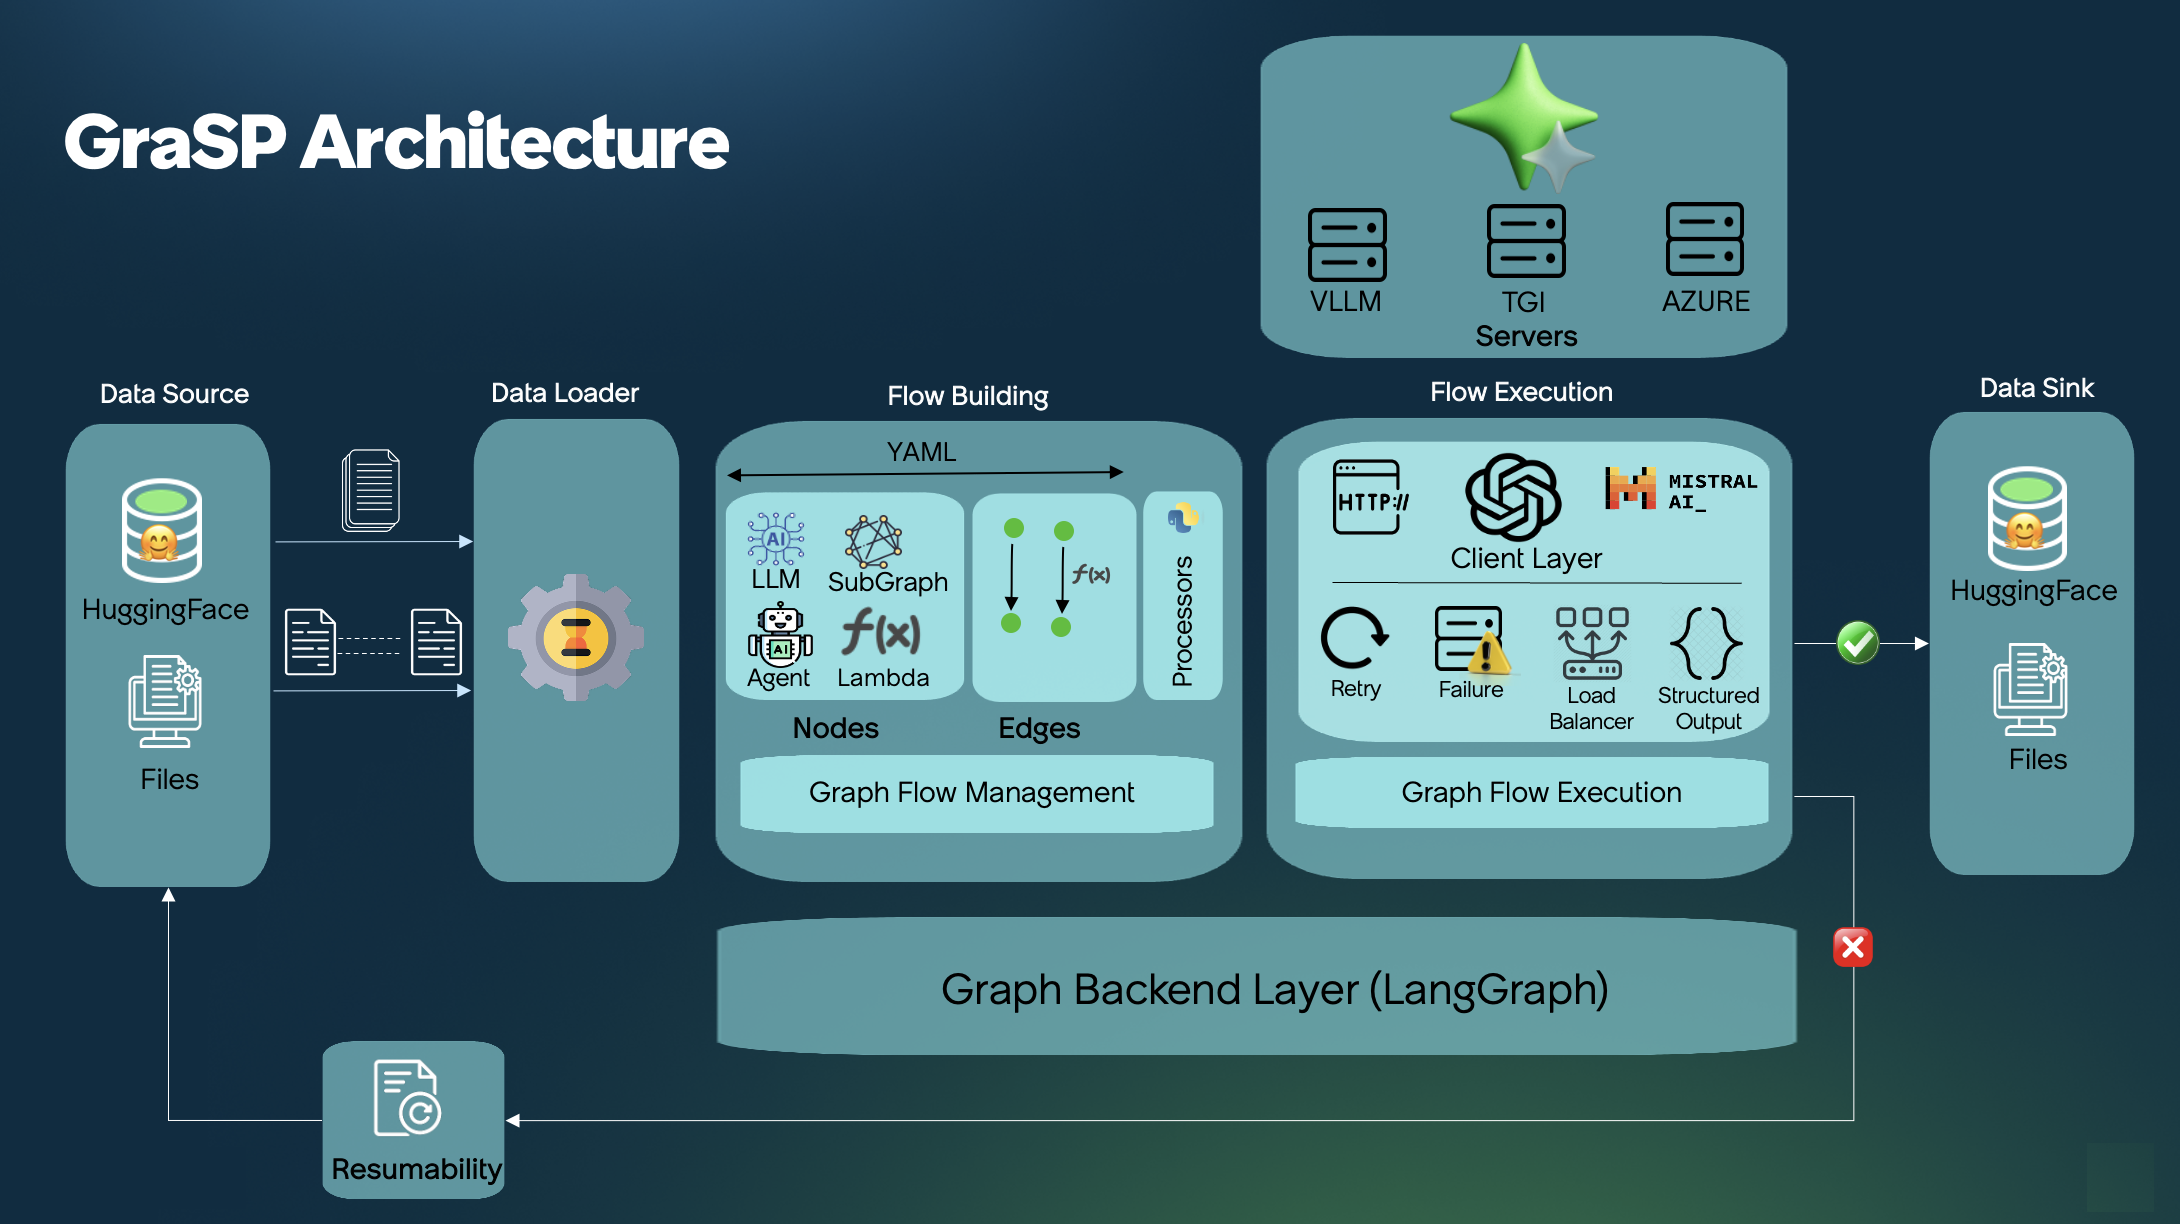 GraSP Architecture
VLLM
TGI
AZURE
Servers
Data Source
HuggingFace
Files
Data Loader
Flow Building
YAML
AI
LLM
SubGraph
AI
Agent
f(x)
Lambda
Nodes
f(x)
Edges
Processors
Graph Flow Management
Flow Execution
HTTP://
MISTRAL
AI_
Client Layer
Retry
Failure
Load
Balancer
Structured
Output
Graph Flow Execution
Data Sink
HuggingFace
Files
Graph Backend Layer (LangGraph)
Resumability